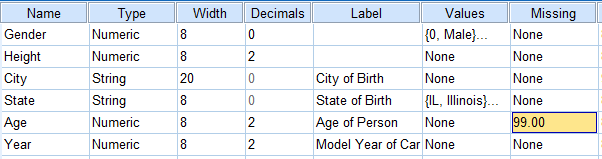 Name Type Width Decimals Label Values Missing
Gender Numeric 8 0 {0, Male}... None
Height Numeric 8 2 None None
City String 20 0 City of Birth None None
State String 8 0 State of Birth {IL, Illinois}... None
Age Numeric 8 2 Age of Person None 99.00
Year Numeric 8 2 Model Year of Car None None